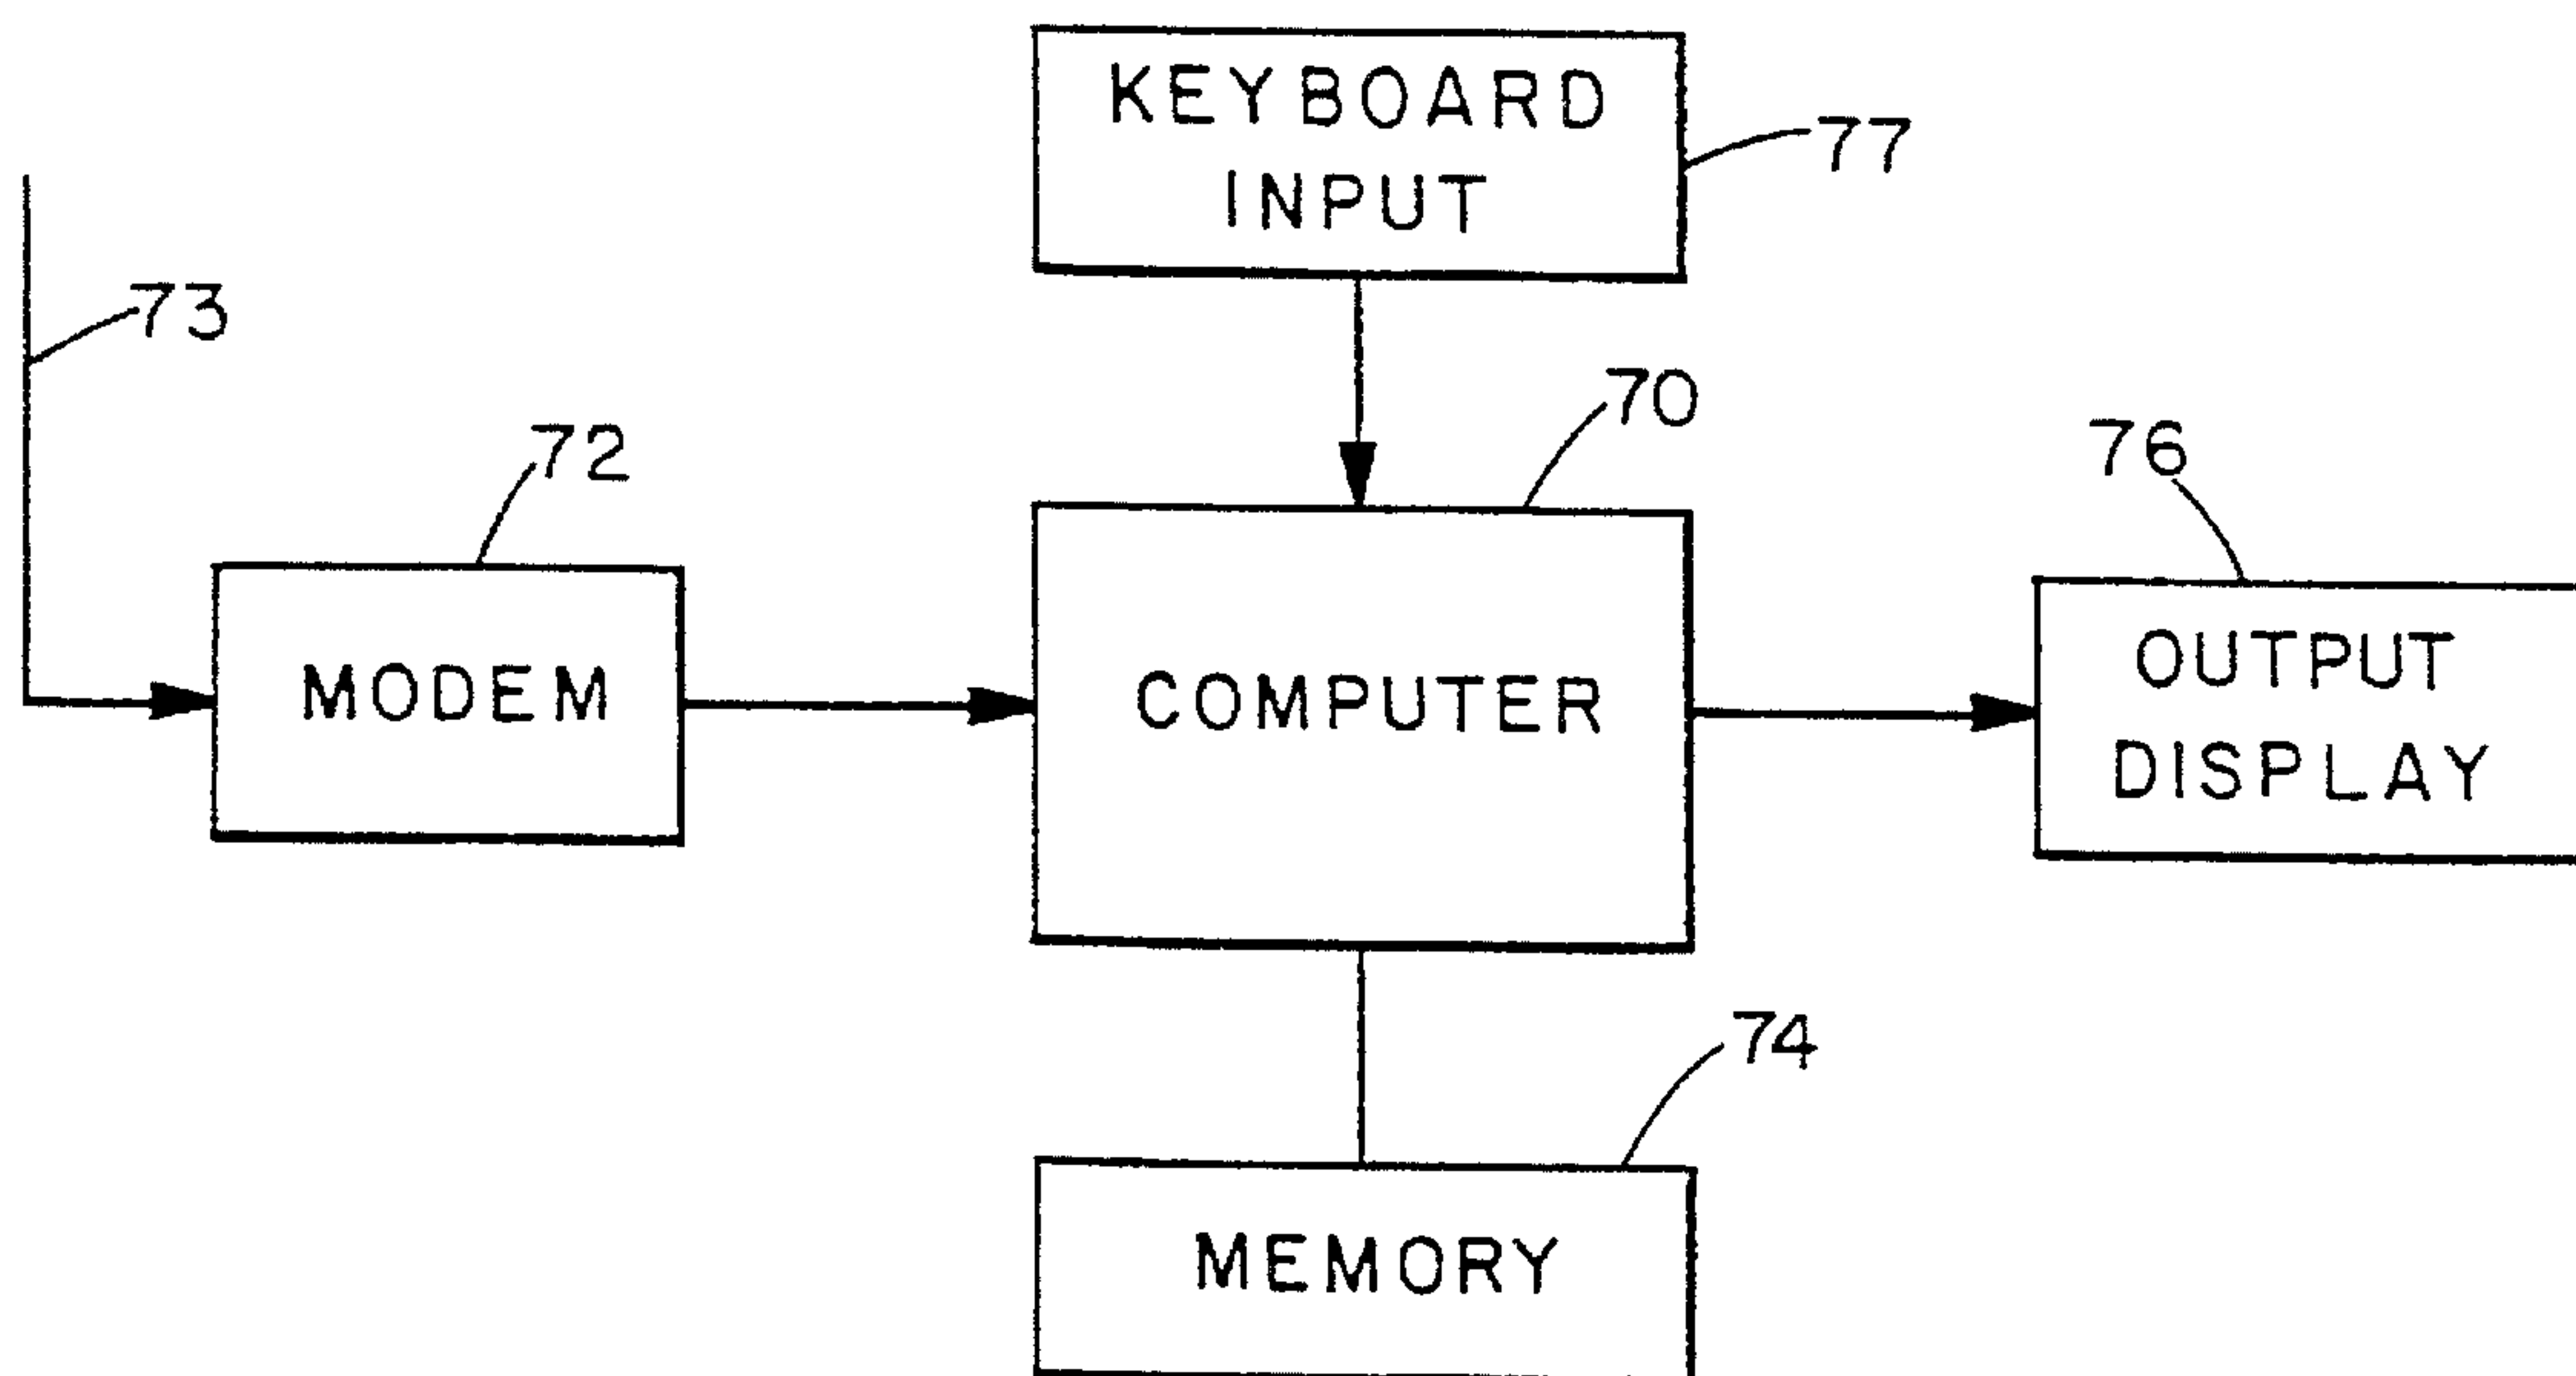 KEYBOARD
INPUT
77
73
70
72
76
MODEM
COMPUTER
OUTPUT
DISPLAY
74
MEMORY